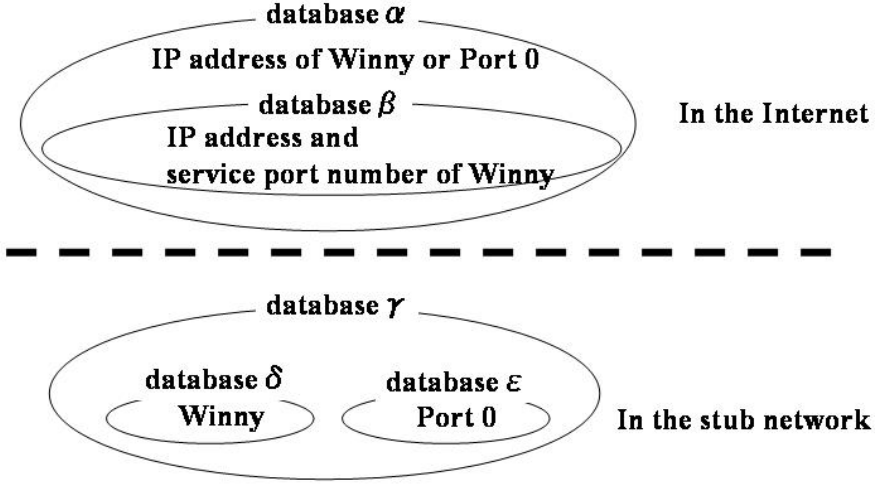 database α
IP address of Winny or Port 0
database β
IP address and
service port number of Winny
In the Internet
database γ
database δ
Winny
database ε
Port 0
In the stub network